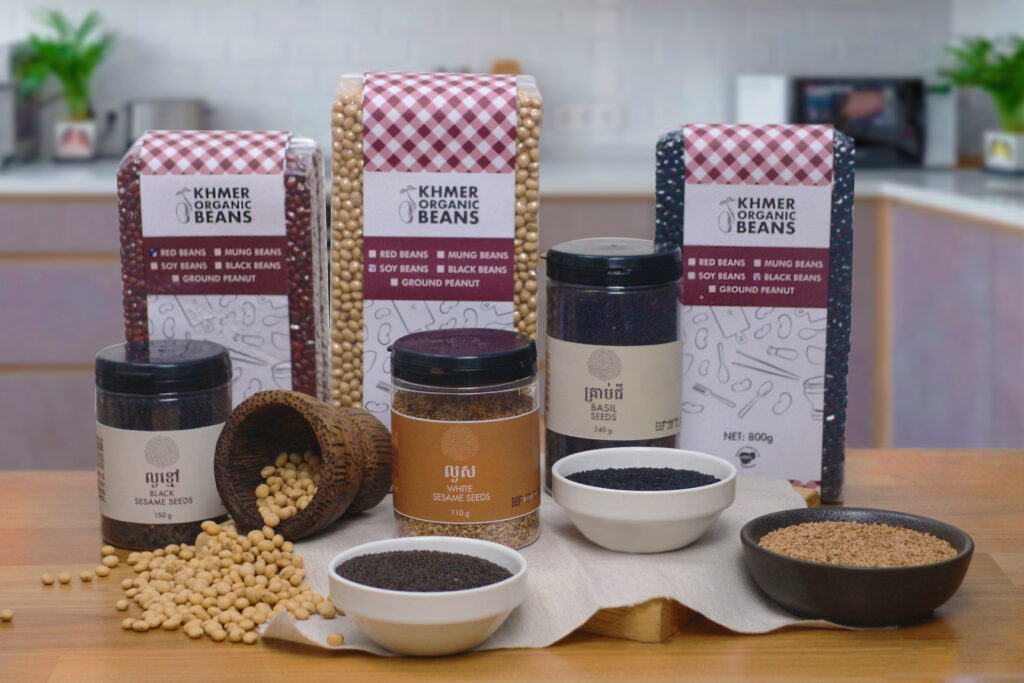 KHMER
ORGANIC
BEANS
RED BEANS MUNG BEANS
SOY BEANS BLACK BEANS
GROUND PEANUT
KHMER
ORGANIC
BEANS
RED BEANS MUNG BEANS
SOY BEANS BLACK BEANS
GROUND PEANUT
KHMER
ORGANIC
BEANS
RED BEANS MUNG BEANS
SOY BEANS BLACK BEANS
GROUND PEANUT
NET: 800g
ល្ងខ្មៅ
BLACK
SESAME SEEDS
150 g
ល្ងស
WHITE
SESAME SEEDS
110 g
គ្រាប់ជី
BASIL
SEEDS
240 g